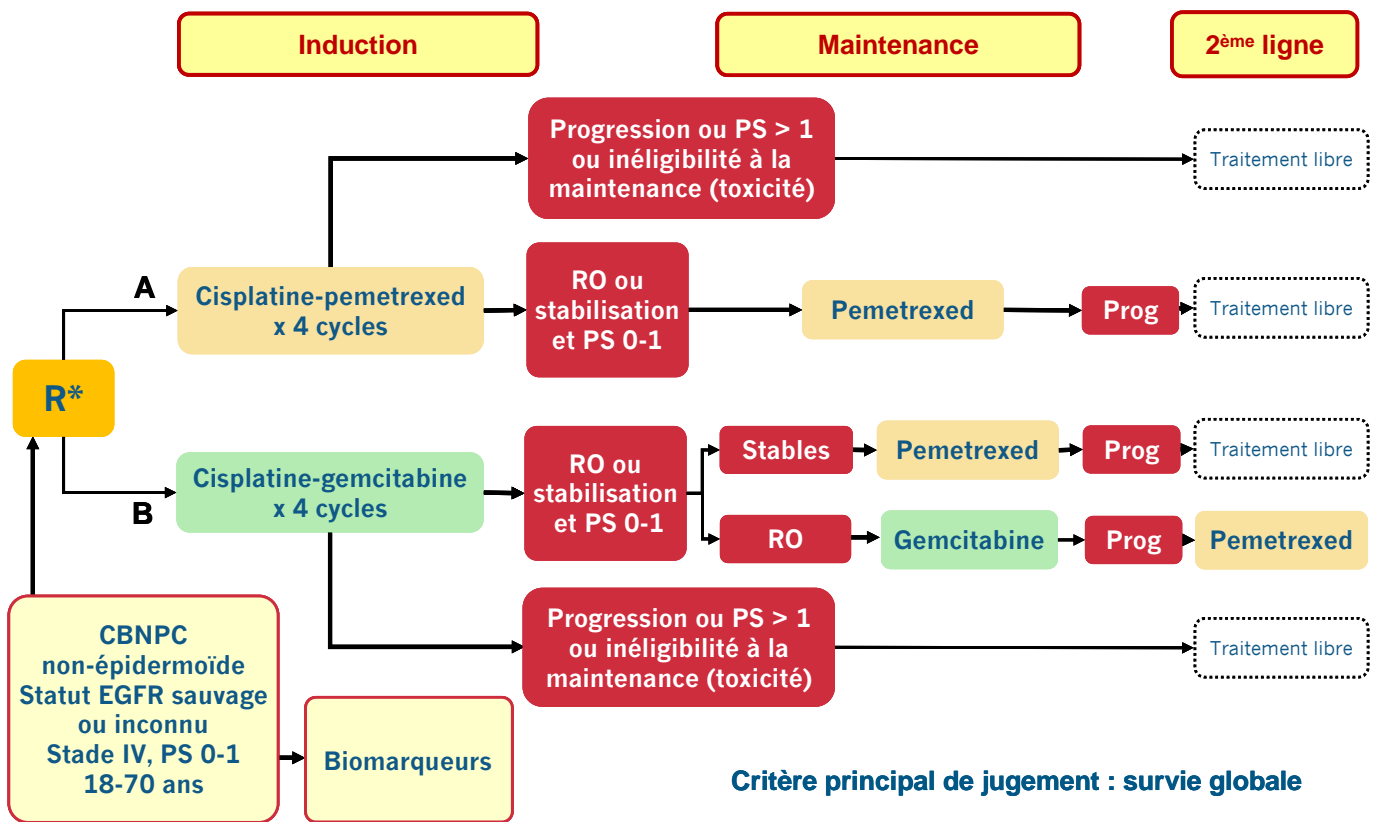 Induction
Maintenance
2ème ligne
Progression ou PS > 1
ou inéligibilité à la
maintenance (toxicité)
Traitement libre
A
Cisplatine-pemetrexed
x 4 cycles
RO ou
stabilisation
et PS 0-1
Pemetrexed
Prog
Traitement libre
R*
B
Cisplatine-gemcitabine
x 4 cycles
RO ou
stabilisation
et PS 0-1
Stables
Pemetrexed
Prog
Traitement libre
RO
Gemcitabine
Prog
Pemetrexed
Progression ou PS > 1
ou inéligibilité à la
maintenance (toxicité)
Traitement libre
CBNPC
non-épidermoïde
Statut EGFR sauvage
ou inconnu
Stade IV, PS 0-1
18-70 ans
Biomarqueurs
Critère principal de jugement : survie globale